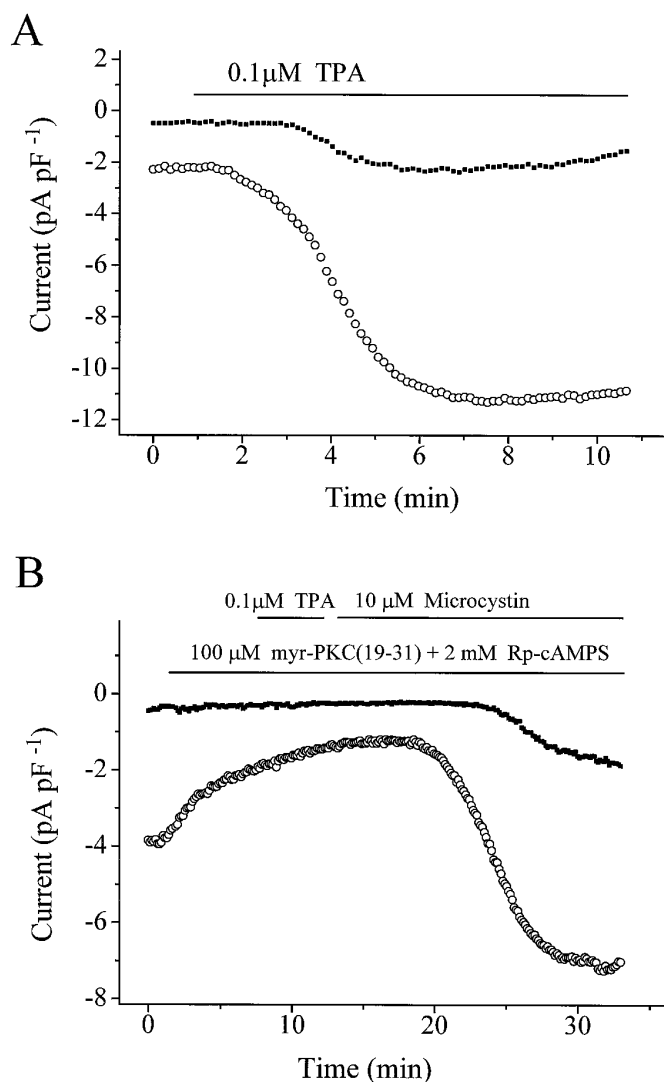 A
0.1μM TPA
2
0
-2
-4
-6
-8
-10
-12
Current (pA pF -1)
0 2 4 6 8 10
Time (min)
B
0.1μM TPA 10 μM Microcystin
100 μM myr-PKC(19-31) + 2 mM Rp-cAMPS
0
-2
-4
-6
-8
Current (pA pF -1)
0 10 20 30
Time (min)